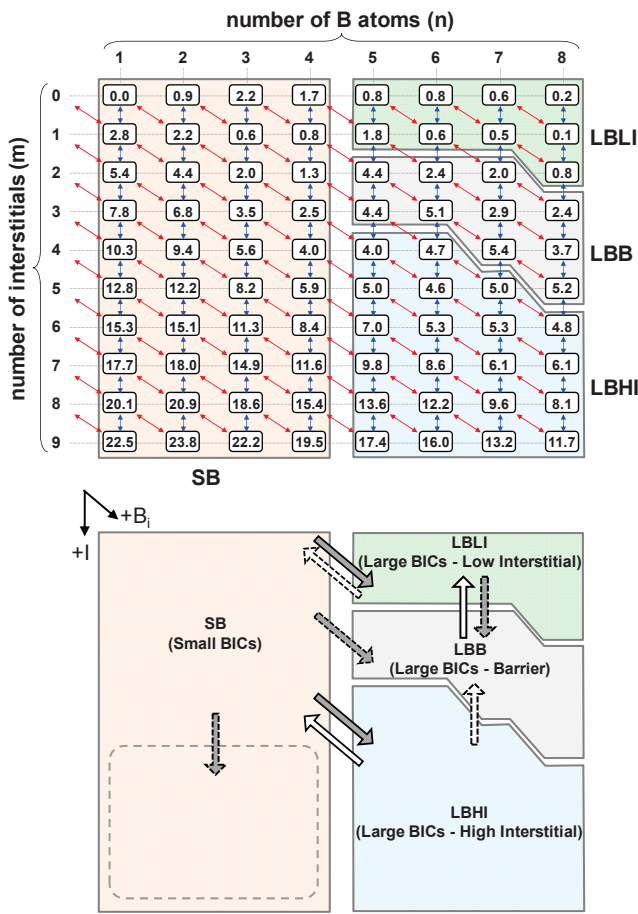 number of B atoms (n)
1 2 3 4 5 6 7 8
number of interstitials (m)
0 0.0 0.9 2.2 1.7 0.8 0.8 0.6 0.2
1 2.8 2.2 0.6 0.8 1.8 0.6 0.5 0.1 LBLI
2 5.4 4.4 2.0 1.3 4.4 2.4 2.0 0.8
3 7.8 6.8 3.5 2.5 4.4 5.1 2.9 2.4
LBB
4 10.3 9.4 5.6 4.0 4.0 4.7 5.4 3.7
5 12.8 12.2 8.2 5.9 5.0 4.6 5.0 5.2
6 15.3 15.1 11.3 8.4 7.0 5.3 5.3 4.8
7 17.7 18.0 14.9 11.6 9.8 8.6 6.1 6.1
LBHI
8 20.1 20.9 18.6 15.4 13.6 12.2 9.6 8.1
9 22.5 23.8 22.2 19.5 17.4 16.0 13.2 11.7
SB
+Bi
+I
LBLI
(Large BICs - Low Interstitial)
SB
(Small BICs)
LBB
(Large BICs - Barrier)
LBHI
(Large BICs - High Interstitial)